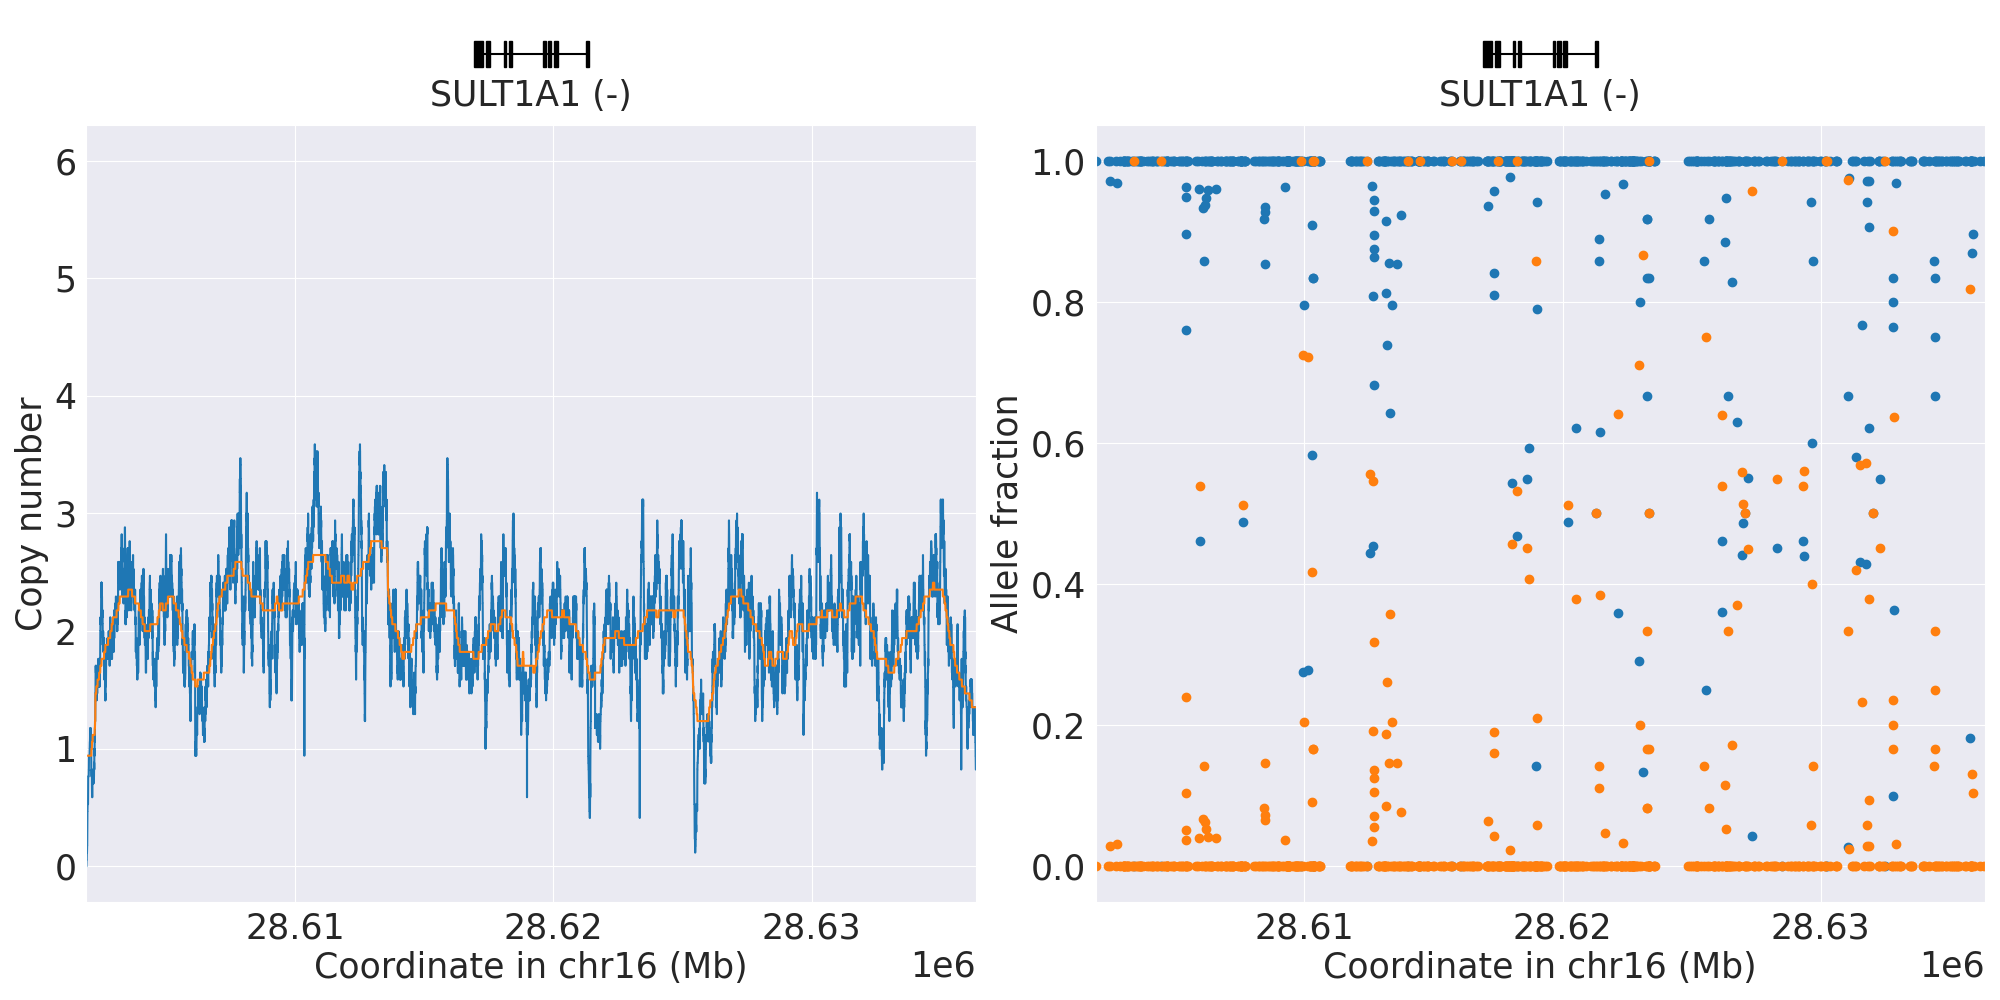 SULT1A1 (-)
6
5
4
3
2
1
0
Copy number
28.61
28.62
28.63
Coordinate in chr16 (Mb)
1e6
SULT1A1 (-)
1.0
0.8
0.6
0.4
0.2
0.0
Allele fraction
28.61
28.62
28.63
Coordinate in chr16 (Mb)
1e6